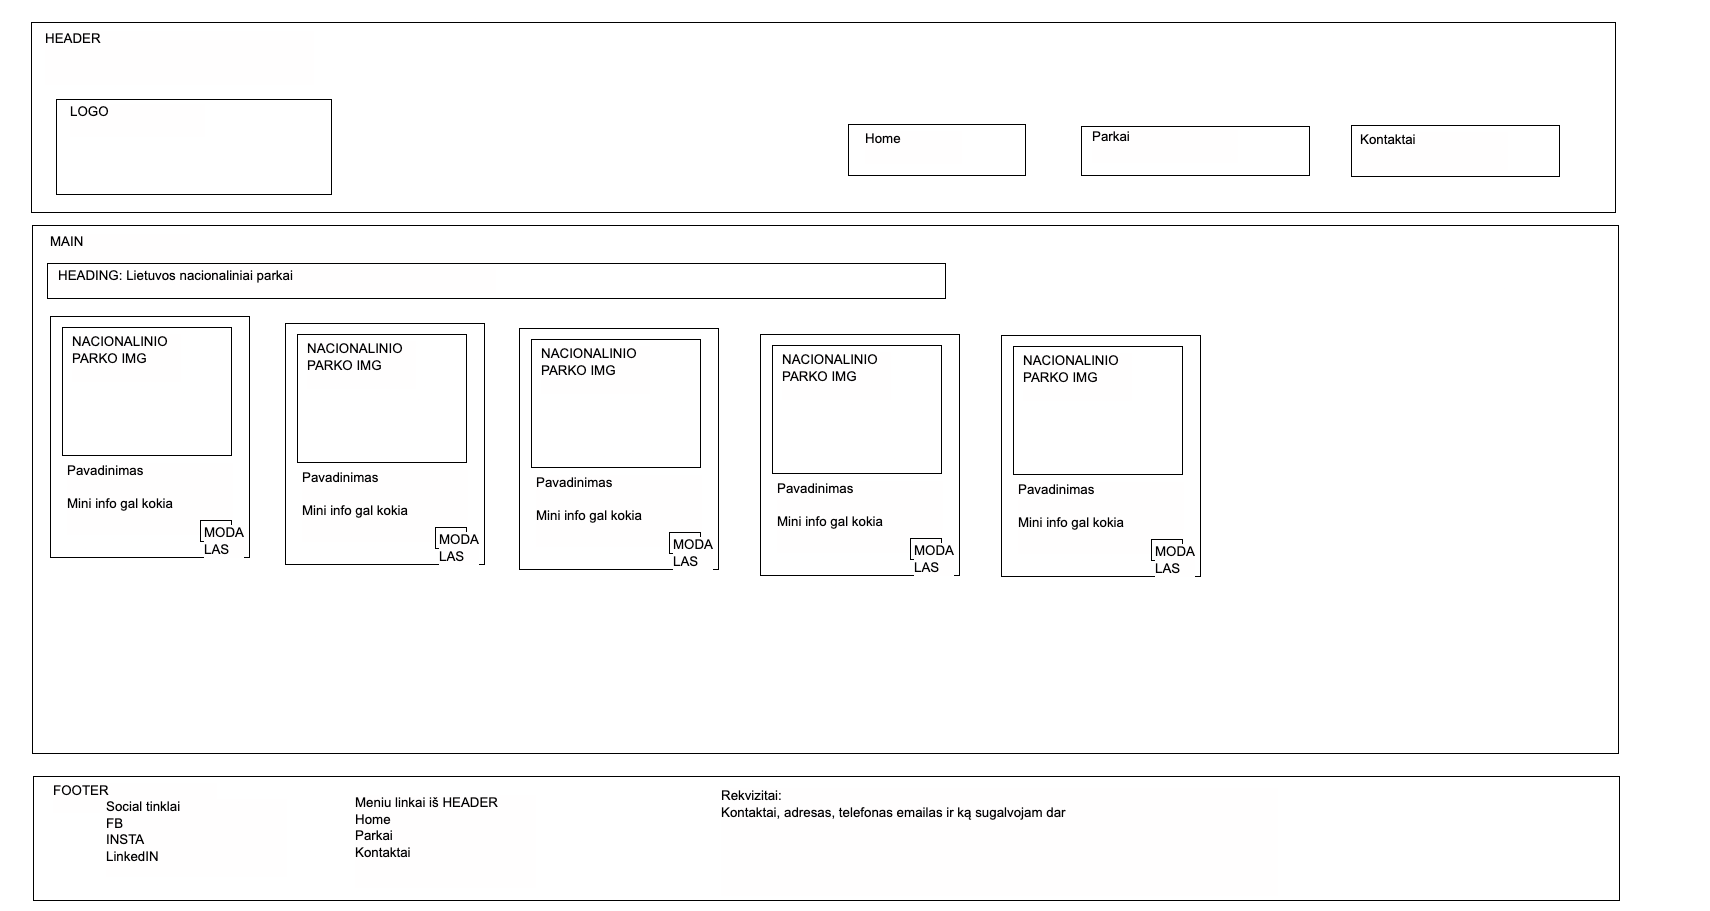 HEADER
LOGO
Home
Parkai
Kontaktai
MAIN
HEADING: Lietuvos nacionaliniai parkai
NACIONALINIO
PARKO IMG
Pavadinimas
Mini info gal kokia
MODA
LAS
NACIONALINIO
PARKO IMG
Pavadinimas
Mini info gal kokia
MODA
LAS
NACIONALINIO
PARKO IMG
Pavadinimas
Mini info gal kokia
MODA
LAS
NACIONALINIO
PARKO IMG
Pavadinimas
Mini info gal kokia
MODA
LAS
NACIONALINIO
PARKO IMG
Pavadinimas
Mini info gal kokia
MODA
LAS
FOOTER
Social tinklai
FB
INSTA
LinkedIN
Meniu linkai iš HEADER
Home
Parkai
Kontaktai
Rekvizitai:
Kontaktai, adresas, telefonas emailas ir ką sugalvojam dar